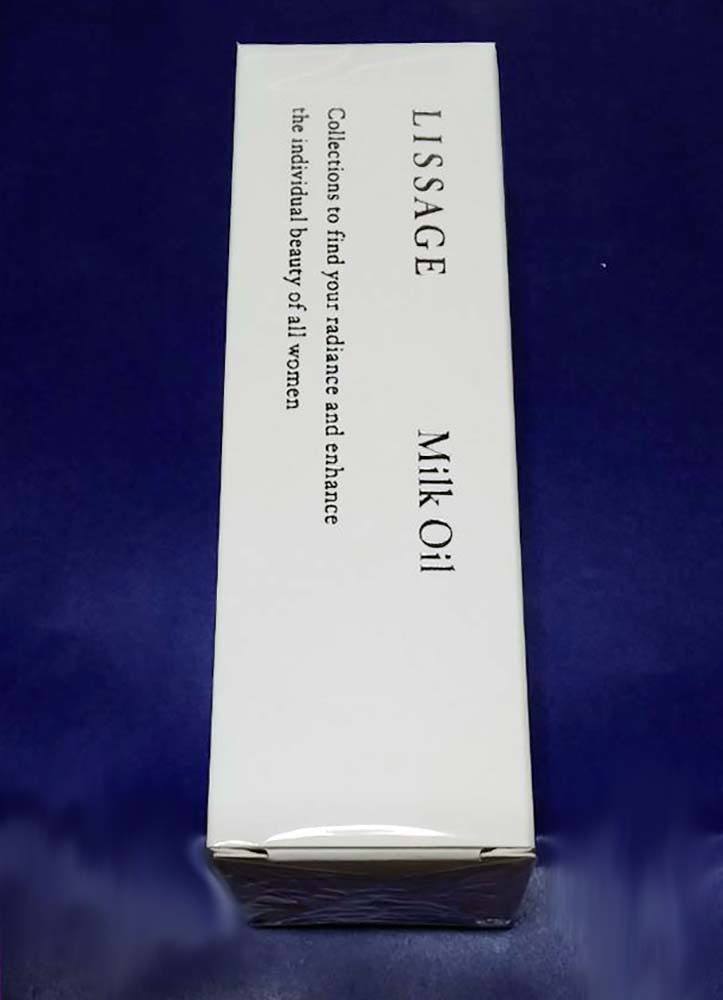 LISSAGE Milk Oil
Collections to find your radiance and enhance
the individual beauty of all women